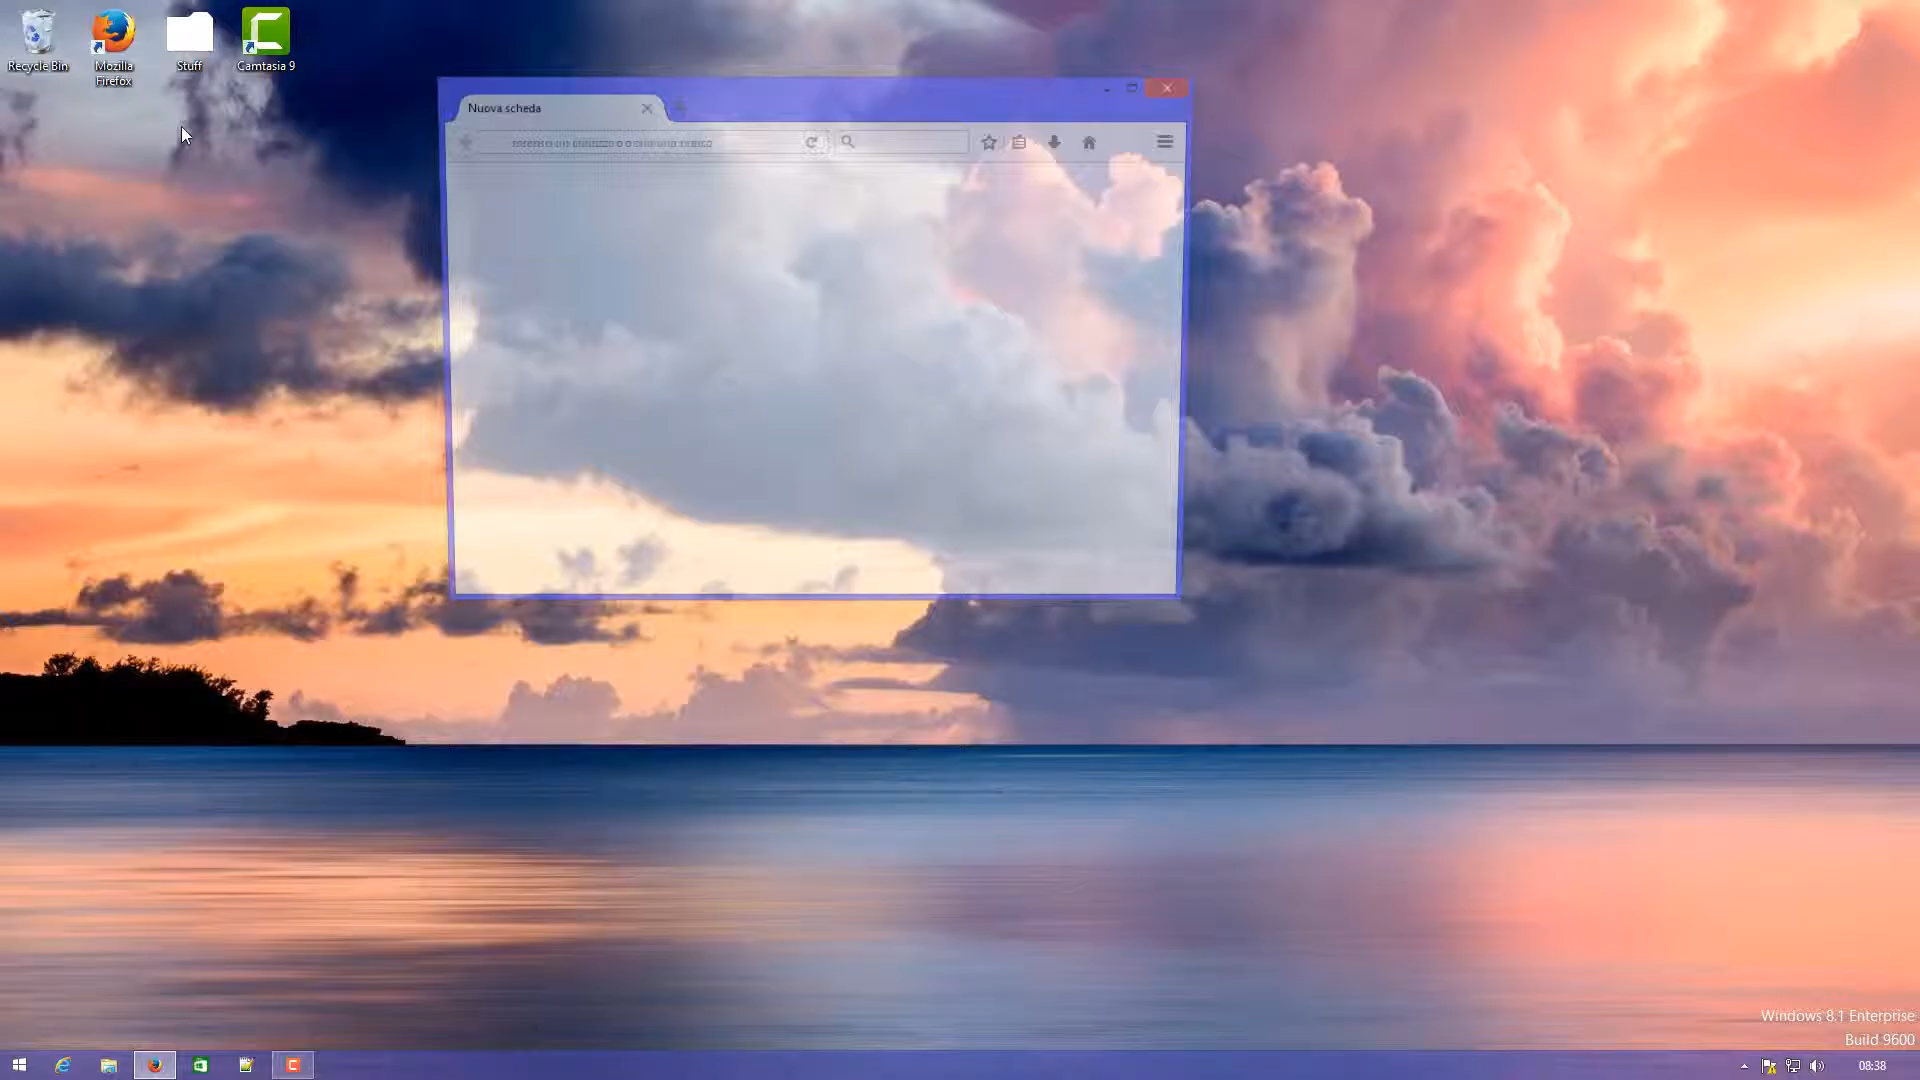 Recycle Bin
Mozilla
Firefox
Stuff
Camtasia 9
Nuova scheda
Windows 8.1 Enterprise
Build 9600
08:38